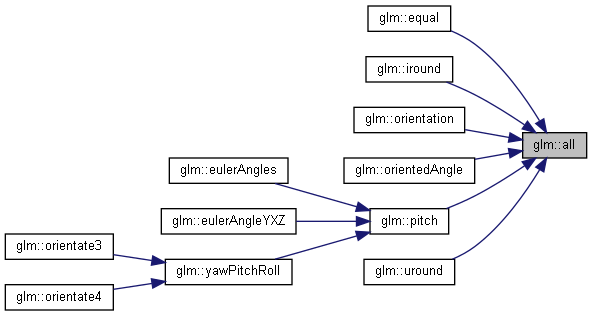 glm::equal
glm::iround
glm::orientation
glm::all
glm::orientedAngle
glm::eulerAngles
glm::eulerAngleYXZ
glm::pitch
glm::orientate3
glm::yawPitchRoll
glm::uround
glm::orientate4